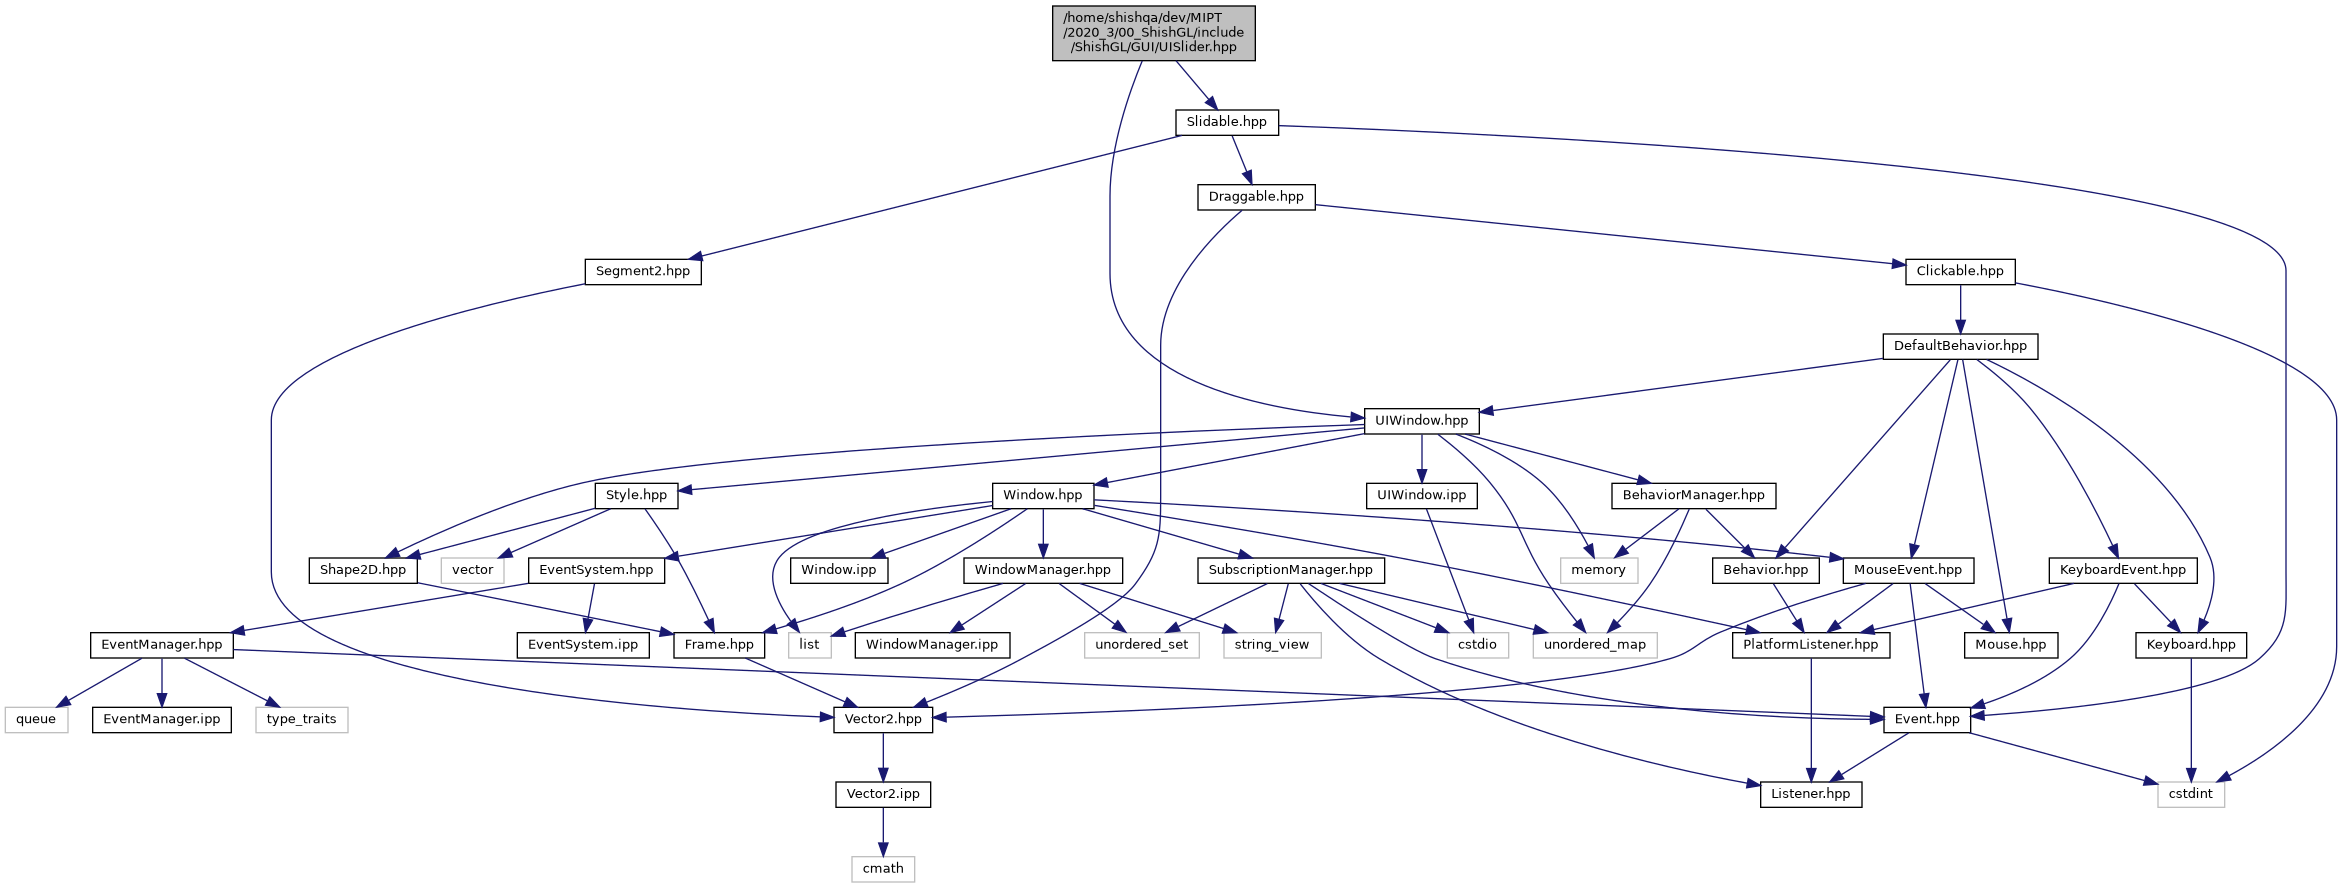 /home/shishqa/dev/MIPT
/2020_3/00_ShishGL/include
/ShishGL/GUI/UISlider.hpp
Slidable.hpp
Draggable.hpp
Segment2.hpp
Clickable.hpp
DefaultBehavior.hpp
UIWindow.hpp
Style.hpp
Window.hpp
UIWindow.ipp
BehaviorManager.hpp
Shape2D.hpp
vector
EventSystem.hpp
Window.ipp
WindowManager.hpp
SubscriptionManager.hpp
memory
Behavior.hpp
MouseEvent.hpp
KeyboardEvent.hpp
EventManager.hpp
EventSystem.ipp
Frame.hpp
list
WindowManager.ipp
unordered_set
string_view
cstdio
unordered_map
PlatformListener.hpp
Mouse.hpp
Keyboard.hpp
queue
EventManager.ipp
type_traits
Vector2.hpp
Event.hpp
Vector2.ipp
Listener.hpp
cstdint
cmath